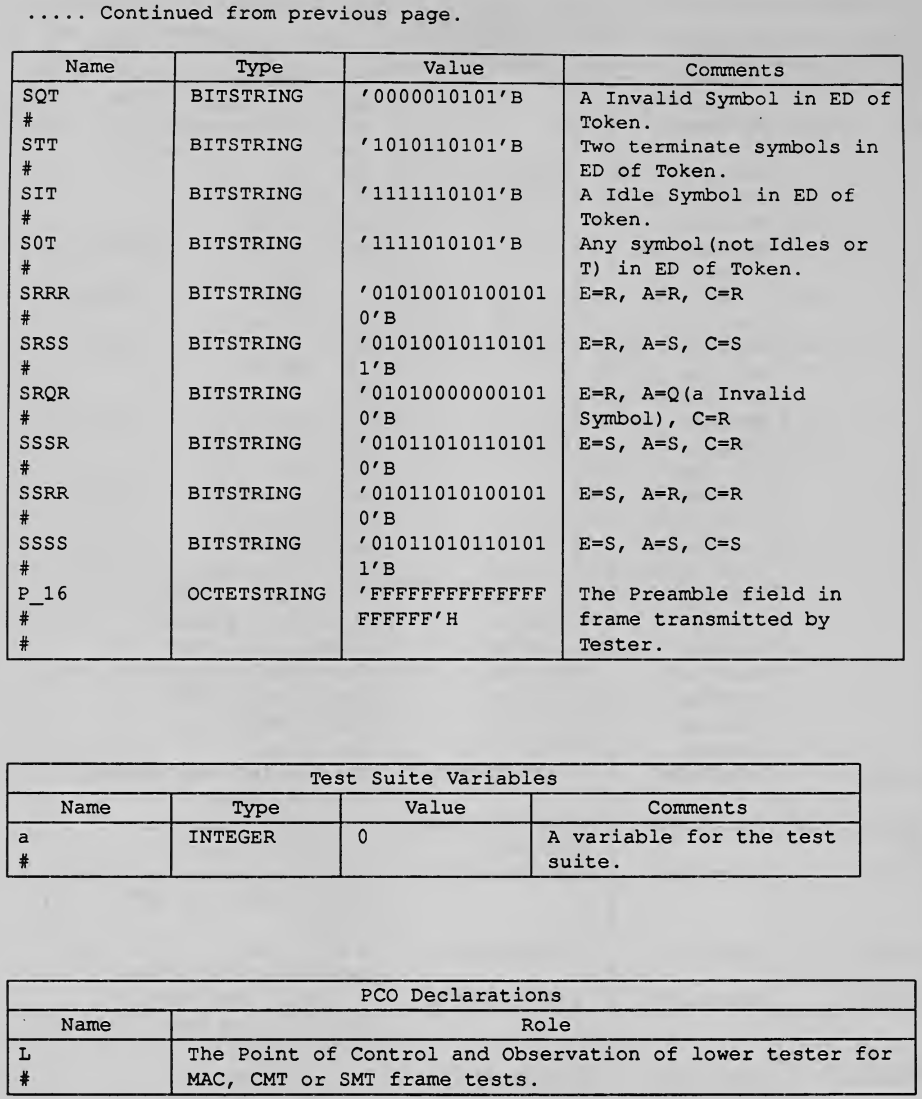 ..... Continued from previous page.
Name Type Value Comments
SQT BITSTRING '0000010101'B A Invalid Symbol in ED of
# Token.
STT BITSTRING '1010110101'B Two terminate symbols in
# ED of Token.
SIT BITSTRING '1111110101'B A Idle Symbol in ED of
# Token.
S0T BITSTRING '1111010101'B Any symbol(not Idles or
# T) in ED of Token.
SRRR BITSTRING '01010010100101 E=R, A=R, C=R
# 0'B
SRSS BITSTRING '01010010110101 E=R, A=S, C=S
# 1'B
SRQR BITSTRING '01010000000101 E=R, A=Q(a Invalid
# 0'B Symbol), C=R
SSSR BITSTRING '01011010110101 E=S, A=S, C=R
# 0'B
SSRR BITSTRING '01011010100101 E=S, A=R, C=R
# 0'B
SSSS BITSTRING '01011010110101 E=S, A=S, C=S
# 1'B
P_16 OCTETSTRING 'FFFFFFFFFFFFFF The Preamble field in
# FFFFFF'H frame transmitted by
# Tester.
Test Suite Variables
Name Type Value Comments
a INTEGER 0 A variable for the test
# suite.
PCO Declarations
Name Role
L The Point of Control and Observation of lower tester for
# MAC, CMT or SMT frame tests.